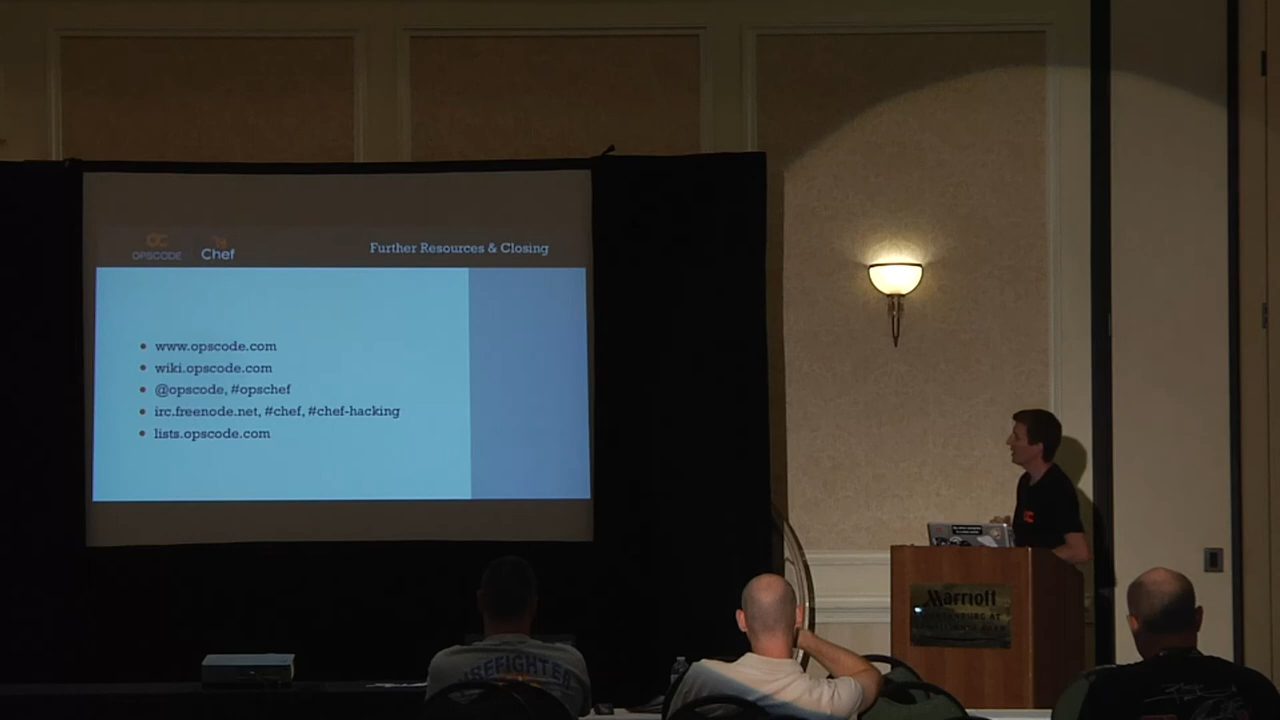 OPSCODE
Chef
Further Resources & Closing
www.opscode.com
wiki.opscode.com
@opscode, #opschef
irc.freenode.net, #chef, #chef-hacking
lists.opscode.com
Marriott
FIREFIGHTER